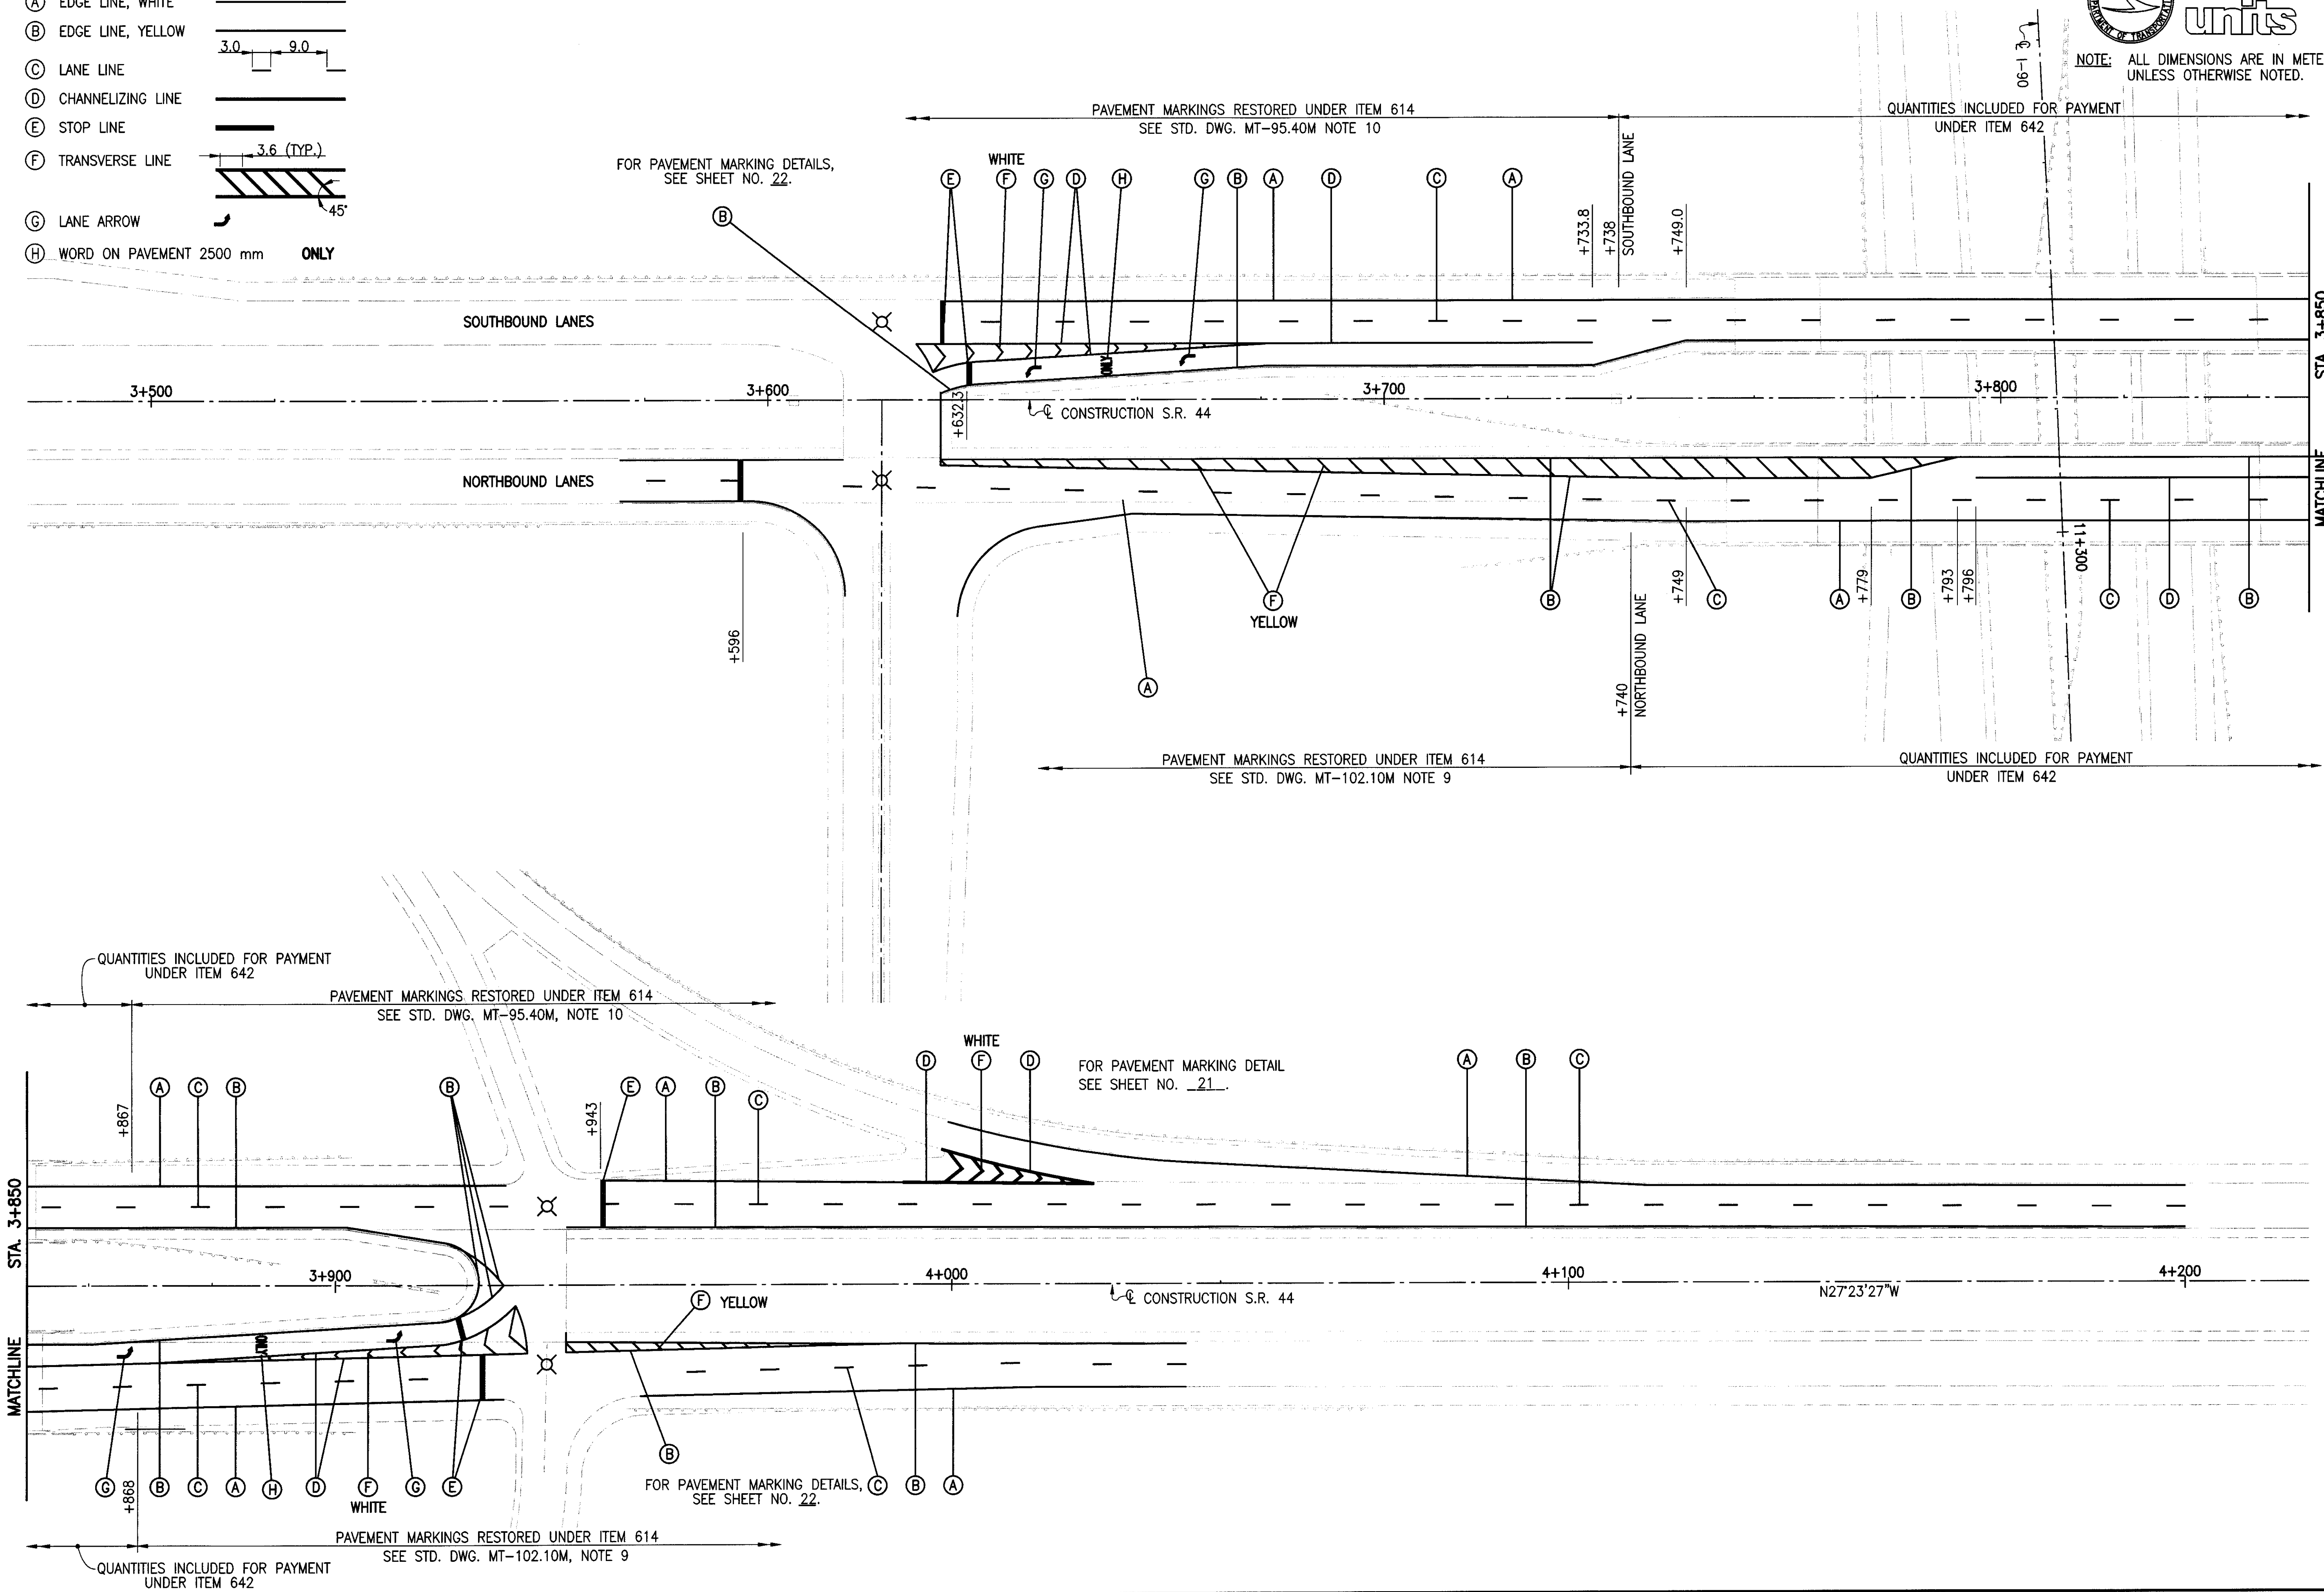 Ⓐ EDGE LINE, WHITE
Ⓑ EDGE LINE, YELLOW
3.0 9.0
Ⓒ LANE LINE
Ⓓ CHANNELIZING LINE
Ⓔ STOP LINE
3.6 (TYP.)
Ⓕ TRANSVERSE LINE
45°
Ⓖ LANE ARROW
Ⓗ WORD ON PAVEMENT 2500 mm ONLY
units
NOTE: ALL DIMENSIONS ARE IN METE
UNLESS OTHERWISE NOTED.
℄ I-90
PAVEMENT MARKINGS RESTORED UNDER ITEM 614
SEE STD. DWG. MT-95.40M NOTE 10
QUANTITIES INCLUDED FOR PAYMENT
UNDER ITEM 642
FOR PAVEMENT MARKING DETAILS,
SEE SHEET NO. 22.
Ⓑ
WHITE
Ⓔ Ⓕ Ⓖ Ⓓ Ⓗ Ⓖ Ⓑ Ⓐ Ⓓ Ⓒ Ⓐ
+733.8
+738
SOUTHBOUND LANE
+749.0
SOUTHBOUND LANES
ONLY
3+500 3+600 3+700 3+800
+632.3
℄ CONSTRUCTION S.R. 44
NORTHBOUND LANES
MATCHLINE STA. 3+850
11+300
+596
Ⓕ
YELLOW
Ⓑ
+749
Ⓒ Ⓐ
+779
Ⓑ
+793
+796
Ⓒ Ⓓ Ⓑ
Ⓐ
+740
NORTHBOUND LANE
PAVEMENT MARKINGS RESTORED UNDER ITEM 614
SEE STD. DWG. MT-102.10M NOTE 9
QUANTITIES INCLUDED FOR PAYMENT
UNDER ITEM 642
QUANTITIES INCLUDED FOR PAYMENT
UNDER ITEM 642
PAVEMENT MARKINGS RESTORED UNDER ITEM 614
SEE STD. DWG. MT-95.40M, NOTE 10
WHITE
Ⓓ Ⓕ Ⓓ
FOR PAVEMENT MARKING DETAIL
SEE SHEET NO. 21.
Ⓐ Ⓑ Ⓒ
+867
Ⓐ Ⓒ Ⓑ Ⓑ
+943
Ⓔ Ⓐ Ⓑ Ⓒ
MATCHLINE STA. 3+850
3+900 4+000 4+100 4+200
℄ CONSTRUCTION S.R. 44
N27°23'27"W
Ⓕ YELLOW
ONLY
Ⓑ
Ⓖ
+868
Ⓑ Ⓒ Ⓐ Ⓗ Ⓓ Ⓕ Ⓖ Ⓔ
WHITE
FOR PAVEMENT MARKING DETAILS,
SEE SHEET NO. 22.
Ⓒ Ⓑ Ⓐ
PAVEMENT MARKINGS RESTORED UNDER ITEM 614
SEE STD. DWG. MT-102.10M, NOTE 9
QUANTITIES INCLUDED FOR PAYMENT
UNDER ITEM 642